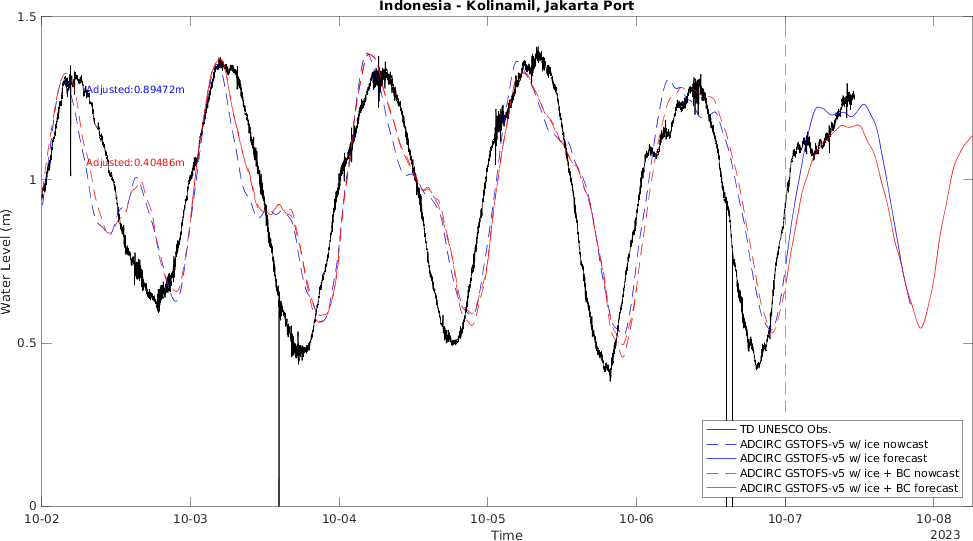 Indonesia - Kolinamil, Jakarta Port
1.5
Adjusted:0.89472m
Adjusted:0.40486m
1
Water Level (m)
0.5
TD UNESCO Obs.
ADCIRC GSTOFS-v5 w/ ice nowcast
ADCIRC GSTOFS-v5 w/ ice forecast
ADCIRC GSTOFS-v5 w/ ice + BC nowcast
ADCIRC GSTOFS-v5 w/ ice + BC forecast
0
10-02 10-03 10-04 10-05 10-06 10-07 10-08
Time 2023